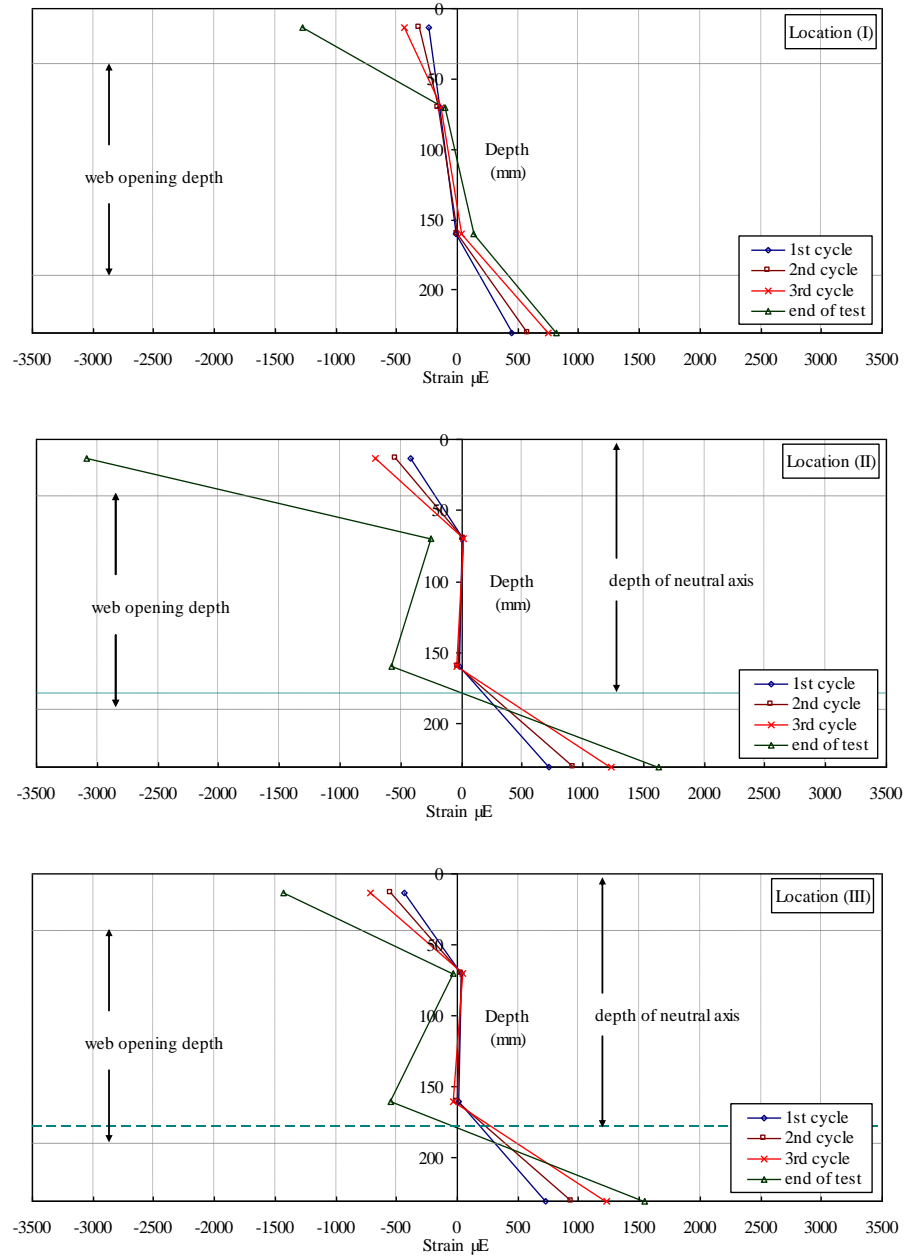 0
Location (I)
50
100
Depth
(mm)
web opening depth
150
1st cycle
2nd cycle
3rd cycle
end of test
200
-3500 -3000 -2500 -2000 -1500 -1000 -500 0 500 1000 1500 2000 2500 3000 3500
Strain µE
0
Location (II)
50
100
Depth
(mm)
depth of neutral axis
web opening depth
150
1st cycle
2nd cycle
3rd cycle
end of test
200
-3500 -3000 -2500 -2000 -1500 -1000 -500 0 500 1000 1500 2000 2500 3000 3500
Strain µE
0
Location (III)
50
100
Depth
(mm)
depth of neutral axis
web opening depth
150
1st cycle
2nd cycle
3rd cycle
end of test
200
-3500 -3000 -2500 -2000 -1500 -1000 -500 0 500 1000 1500 2000 2500 3000 3500
Strain µE